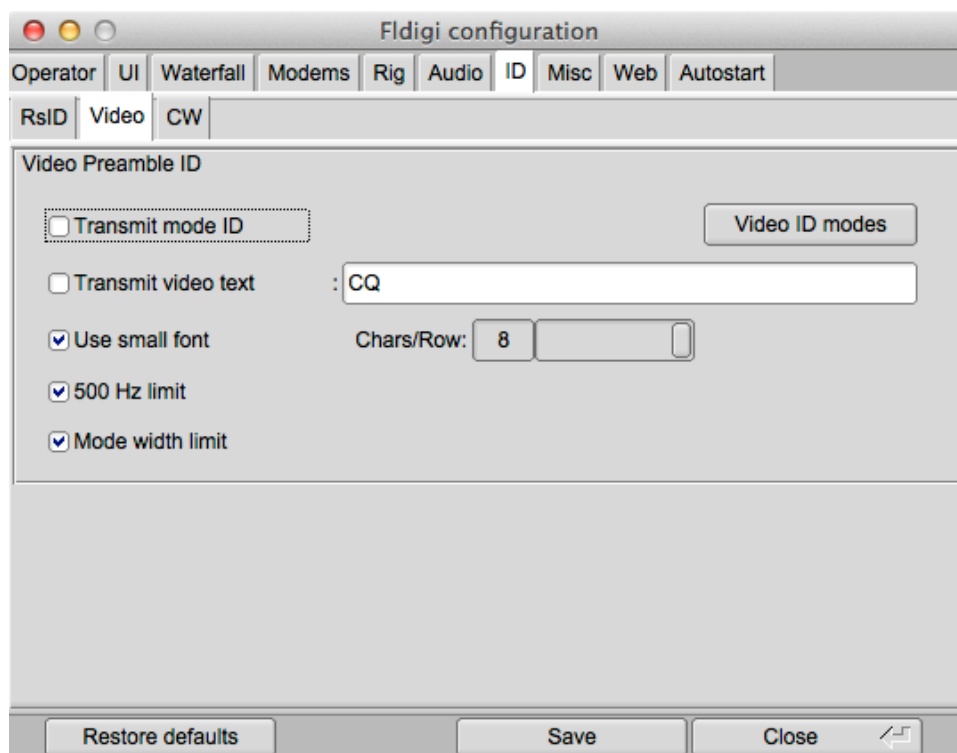 Fldigi configuration
Operator UI Waterfall Modems Rig Audio ID Misc Web Autostart
RsID Video CW
Video Preamble ID
Transmit mode ID Video ID modes
Transmit video text : CQ
Use small font Chars/Row: 8
500 Hz limit
Mode width limit
Restore defaults Save Close